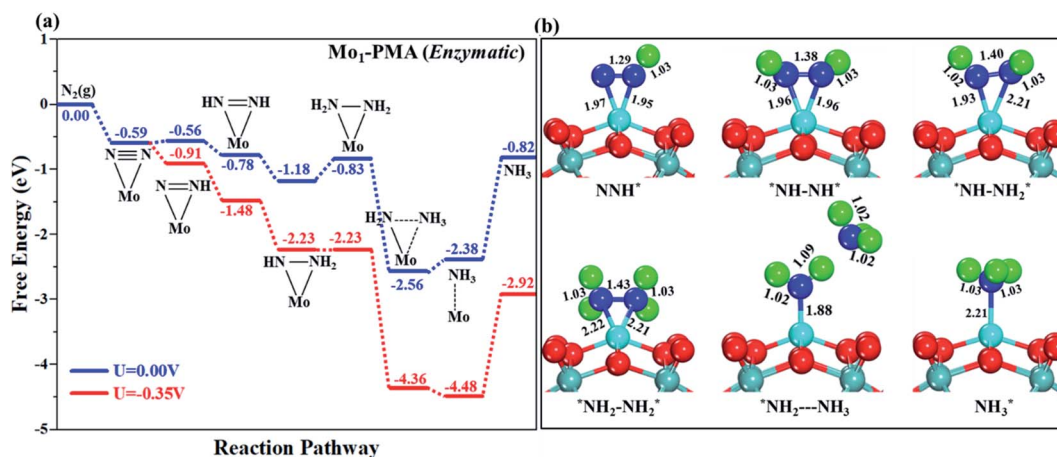 (a)
Mo1-PMA (Enzymatic)
Free Energy (eV)
1
0
-1
-2
-3
-4
-5
N2(g)
0.00
-0.59
-0.56
-0.78
-1.18
-0.83
-2.56
-2.38
-0.82
NH3
-0.91
-1.48
-2.23
-2.23
-4.36
-4.48
-2.92
N≡N
Mo
N=NH
Mo
HN=NH
Mo
HN-NH2
Mo
H2N-NH2
Mo
H2N----NH3
Mo
NH3
Mo
U=0.00V
U=-0.35V
Reaction Pathway
(b)
1.29
1.03
1.97
1.95
NNH*
1.38
1.03
1.03
1.96
1.96
*NH-NH*
1.40
1.02
1.03
1.93
2.21
*NH-NH2*
1.43
1.03
1.03
2.22
2.21
*NH2-NH2*
1.02
1.02
1.09
1.02
1.88
*NH2---NH3
1.03
1.03
2.21
NH3*